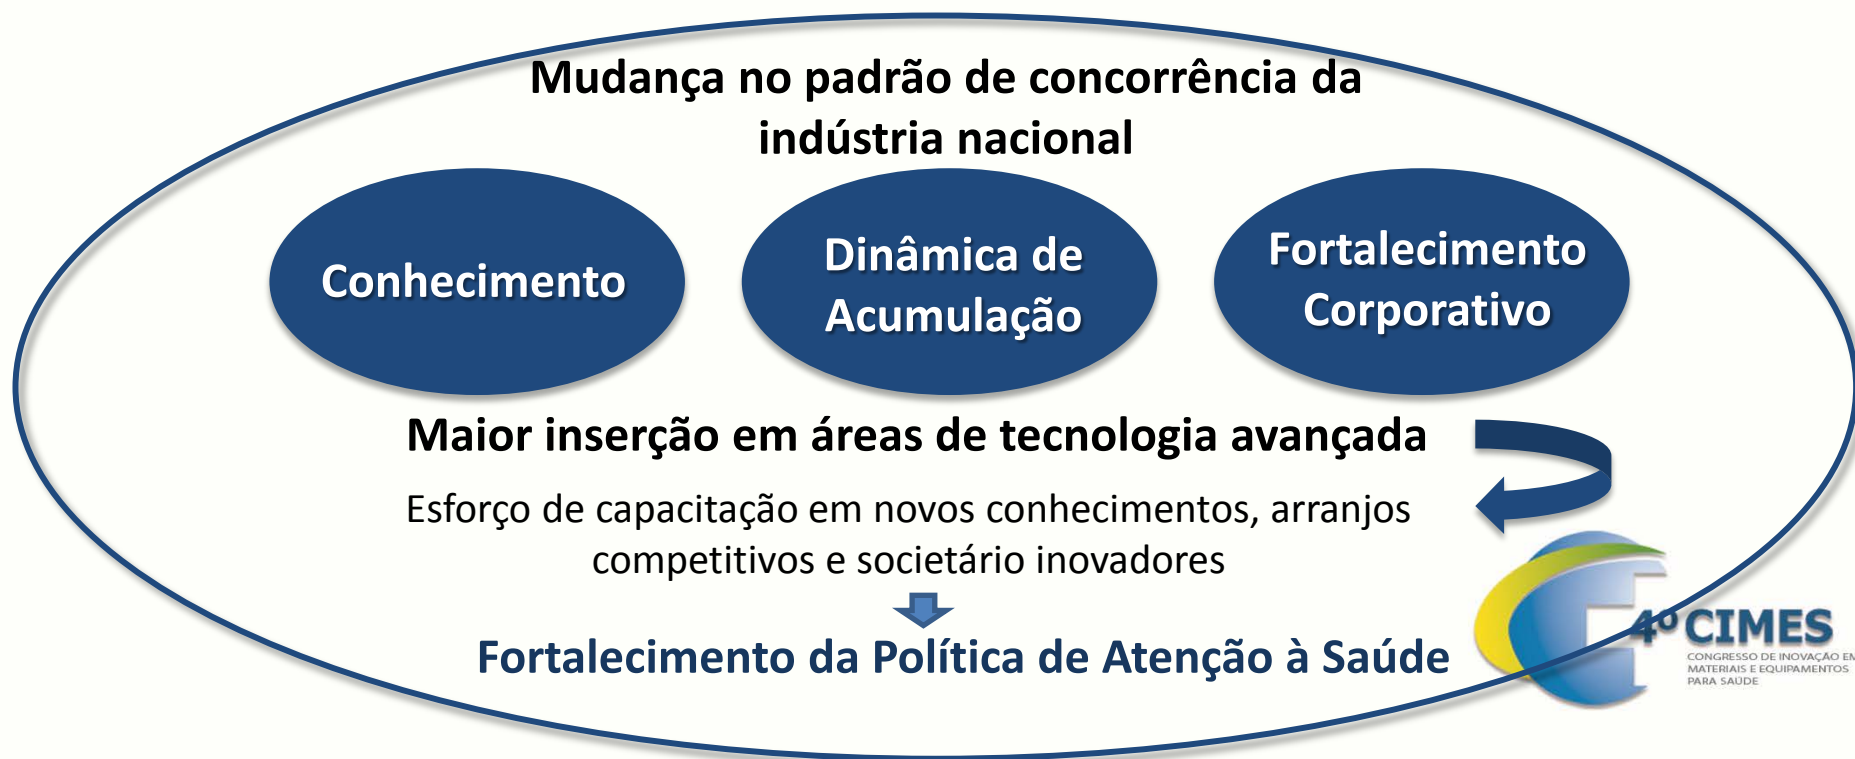 Mudança no padrão de concorrência da
indústria nacional
Conhecimento
Dinâmica de
Acumulação
Fortalecimento
Corporativo
Maior inserção em áreas de tecnologia avançada
Esforço de capacitação em novos conhecimentos, arranjos
competitivos e societário inovadores
Fortalecimento da Política de Atenção à Saúde
4º CIMES
CONGRESSO DE INOVAÇÃO EM
MATERIAIS E EQUIPAMENTOS
PARA SAÚDE